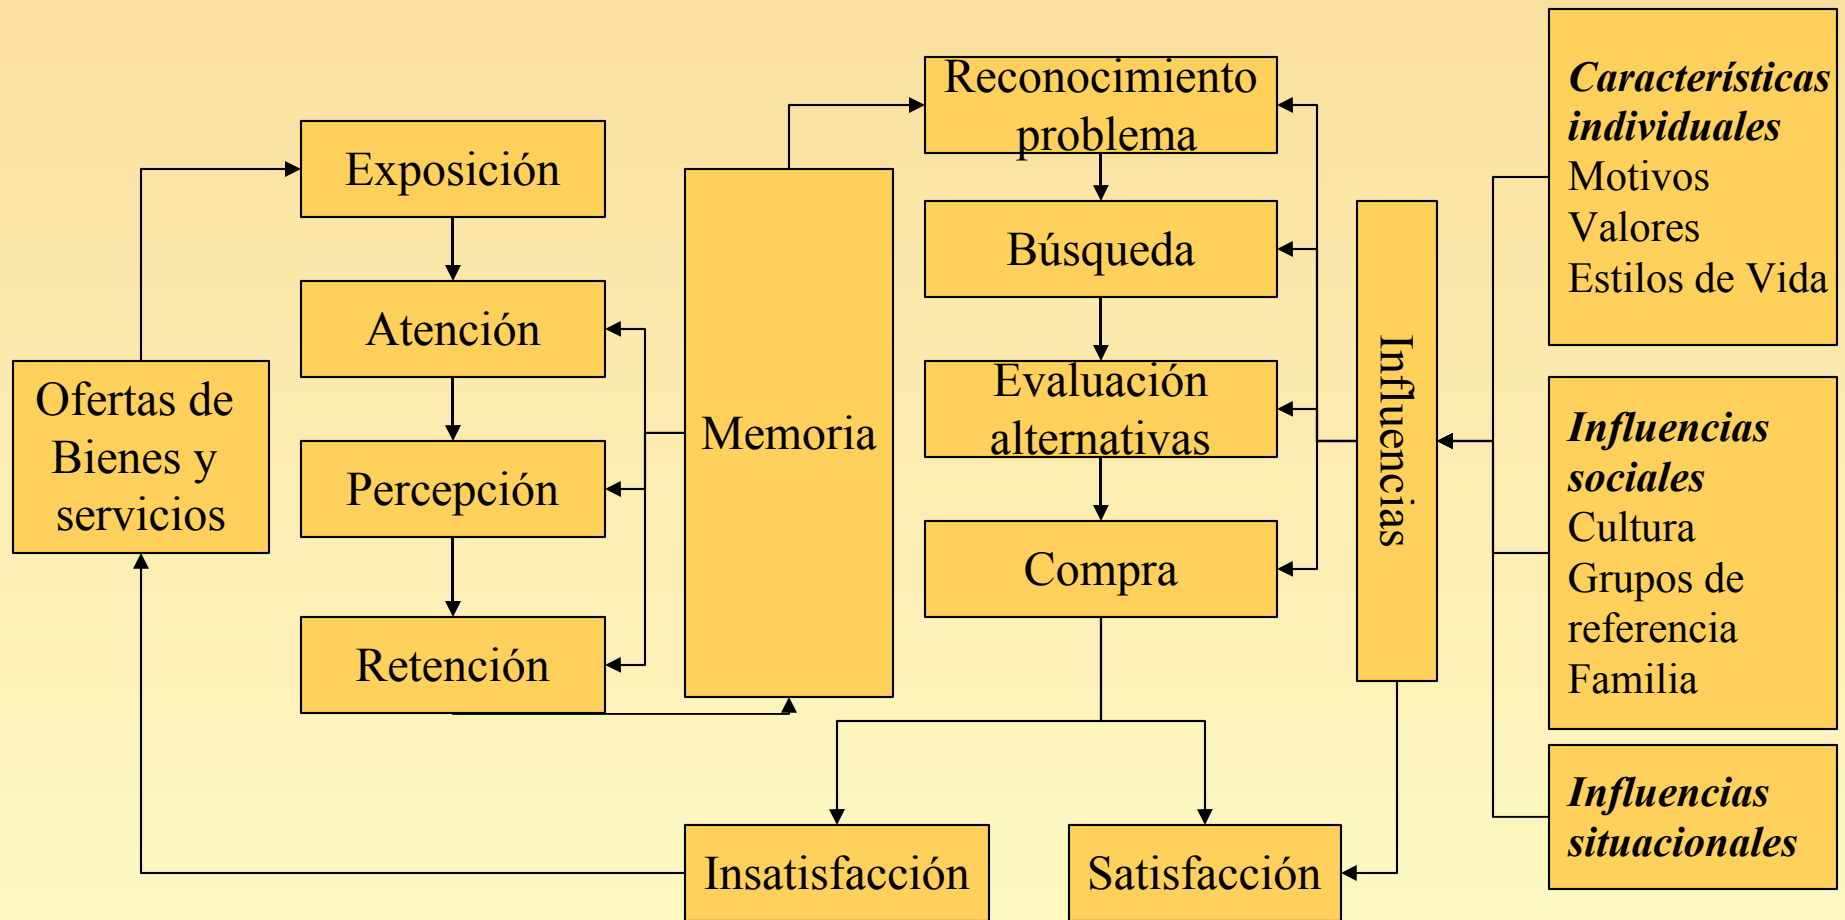 Exposición
Atención
Percepción
Retención
Ofertas de
Bienes y
servicios
Memoria
Reconocimiento
problema
Búsqueda
Evaluación
alternativas
Compra
Insatisfacción
Satisfacción
Influencias
Característícas
individuales
Motivos
Valores
Estilos de Vida
Influencias
sociales
Cultura
Grupos de
referencia
Familia
Influencias
situacionales